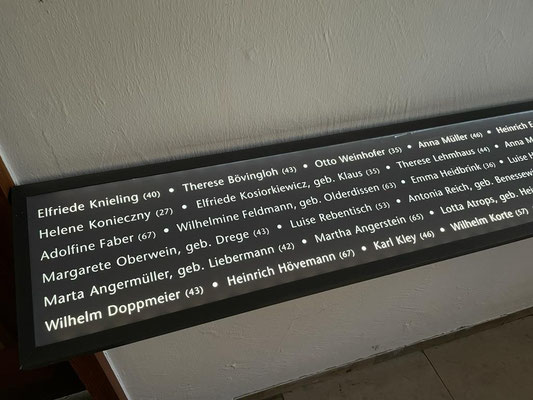 Elfriede Knieling (40) • Therese Bövingloh (43) • Otto Weinhofer (35) • Anna Müller (46) • Heinrich E
Helene Konieczny (27) • Elfriede Kosiorkiewicz, geb. Klaus (35) • Therese Lehmhaus (44) • Anna M
Adolfine Faber (67) • Wilhelmine Feldmann, geb. Olderdissen (63) • Emma Heidbrink (36) • Luise H
Margarete Oberwein, geb. Drege (43) • Luise Rebentisch (53) • Antonia Reich, geb. Benessew
Marta Angermüller, geb. Liebermann (42) • Martha Angerstein (65) • Lotta Atrops, geb. Hei
Wilhelm Doppmeier (43) • Heinrich Hövemann (67) • Karl Kley (46) • Wilhelm Korte (57)